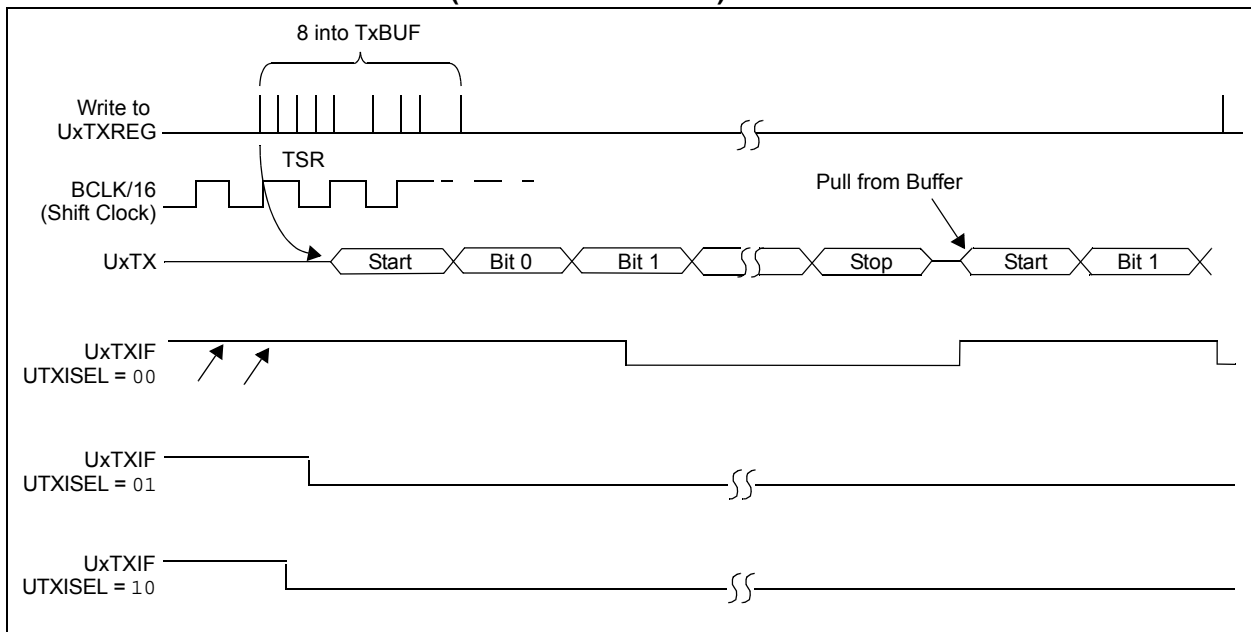 8 into TxBUF
Write to
UxTXREG
TSR
BCLK/16
(Shift Clock)
Pull from Buffer
UxTX
Start
Bit 0
Bit 1
Stop
Start
Bit 1
UxTXIF
UTXISEL = 00
UxTXIF
UTXISEL = 01
UxTXIF
UTXISEL = 10